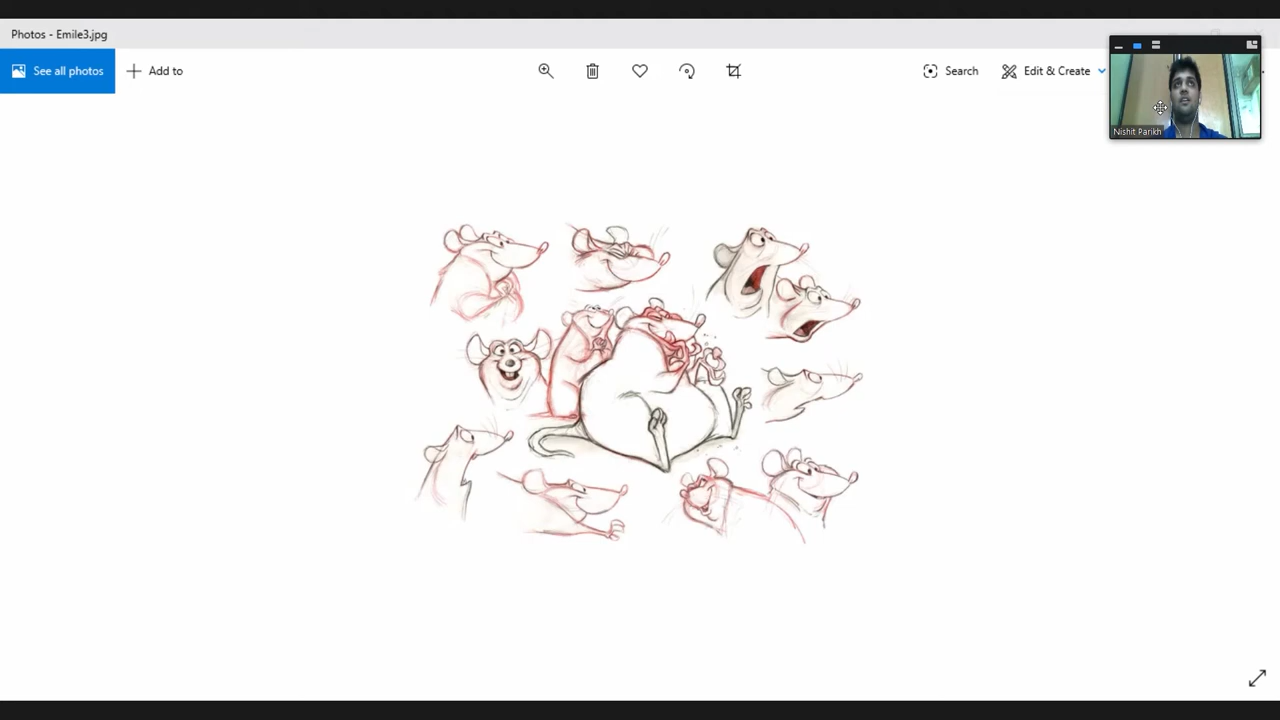 Photos - Emile3.jpg
See all photos
Add to
Search
Edit & Create
Nishit Parikh